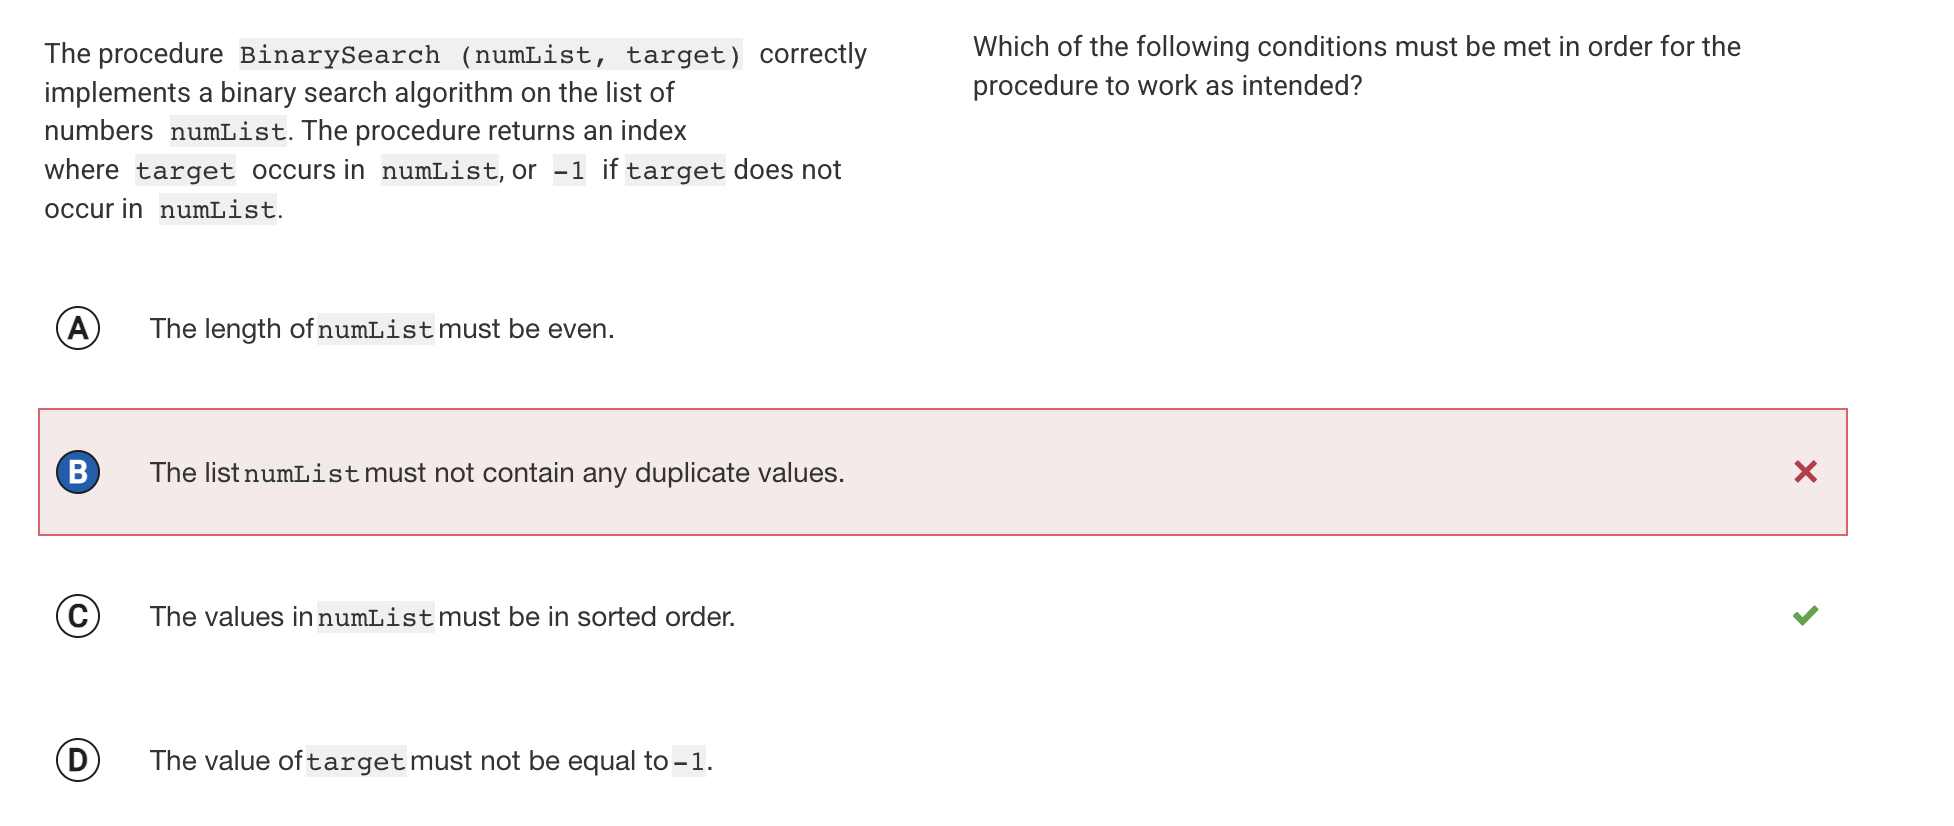 The procedure BinarySearch (numList, target) correctly
implements a binary search algorithm on the list of
numbers numList. The procedure returns an index
where target occurs in numList, or -1 if target does not
occur in numList.
Which of the following conditions must be met in order for the
procedure to work as intended?
A The length of numList must be even.
B The list numList must not contain any duplicate values.
C The values in numList must be in sorted order.
D The value of target must not be equal to -1.